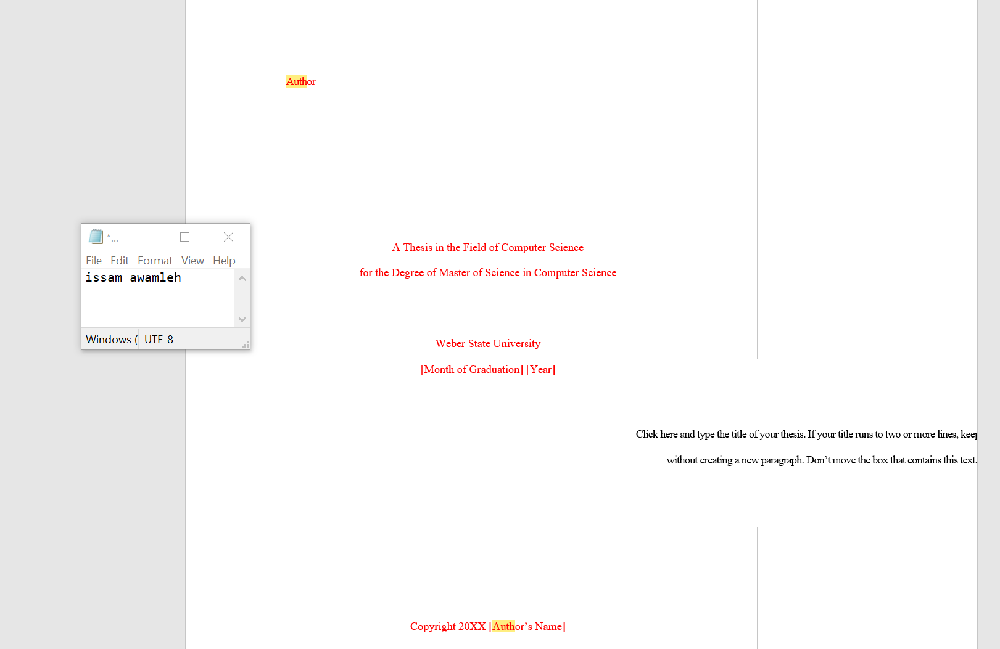 Author
A Thesis in the Field of Computer Science
for the Degree of Master of Science in Computer Science
*...
File Edit Format View Help
issam awamleh
Windows ( UTF-8
Weber State University
[Month of Graduation] [Year]
Click here and type the title of your thesis. If your title runs to two or more lines, keep
without creating a new paragraph. Don’t move the box that contains this text.
Copyright 20XX [Author’s Name]